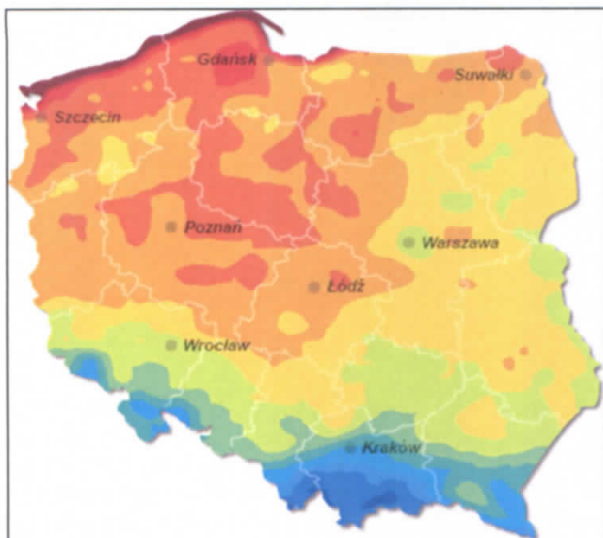 Gdańsk
Suwałki
Szczecin
Poznań
Warszawa
Łódź
Wrocław
Kraków